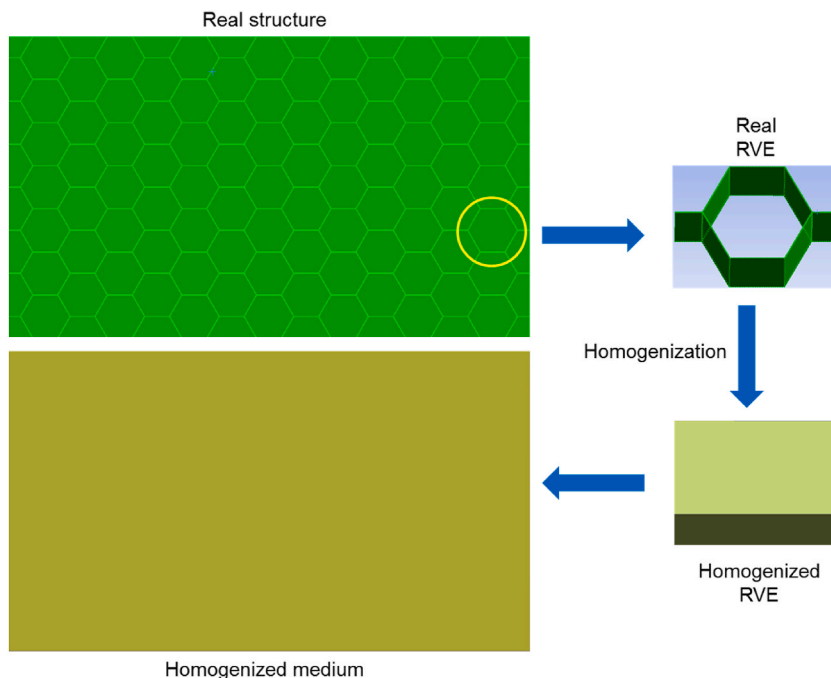 Real structure
Real
RVE
Homogenization
Homogenized
RVE
Homogenized medium